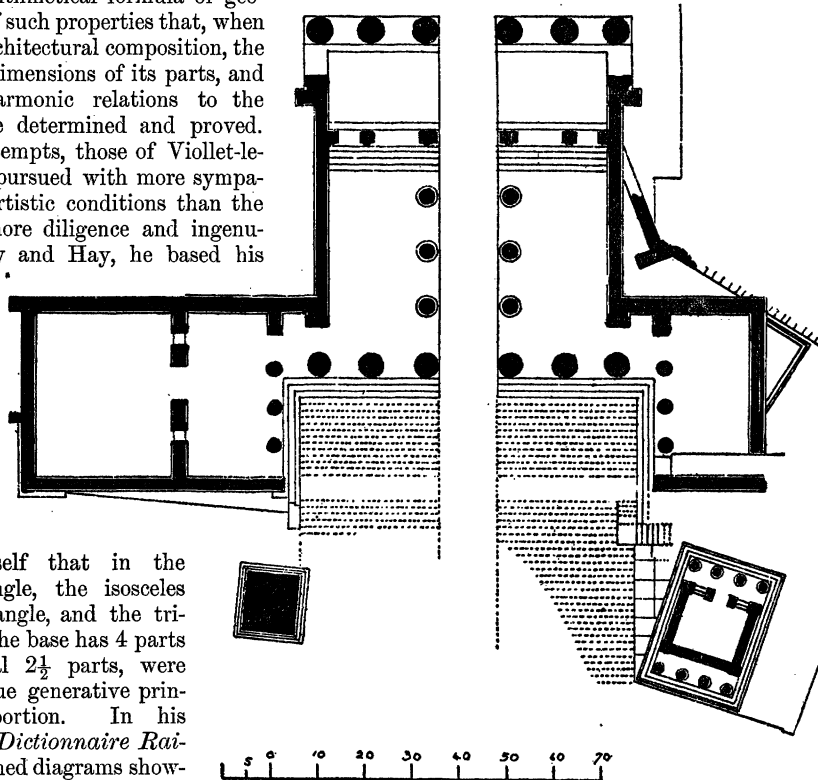 such properties that, when
chitectural composition, the
imensions of its parts, and
armonic relations to the
determined and proved.
empts, those of Viollet-le-
pursued with more sympa-
rtistic conditions than the
more diligence and ingenu-
and Hay, he based his
self that in the
ngle, the isosceles
angle, and the tri-
he base has 4 parts
2½ parts, were
ue generative prin-
portion. In his
Dictionnaire Rai-
ned diagrams show-
5 0 10 20 30 40 50 60 70